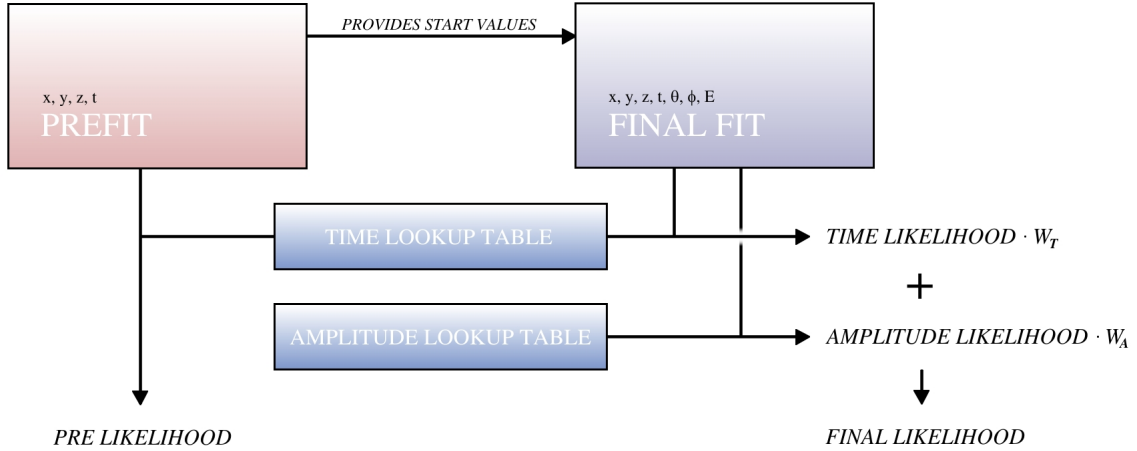 PROVIDES START VALUES
x, y, z, t
PREFIT
x, y, z, t, θ, ϕ, E
FINAL FIT
TIME LOOKUP TABLE
TIME LIKELIHOOD · W_T
+
AMPLITUDE LOOKUP TABLE
AMPLITUDE LIKELIHOOD · W_A
PRE LIKELIHOOD
FINAL LIKELIHOOD